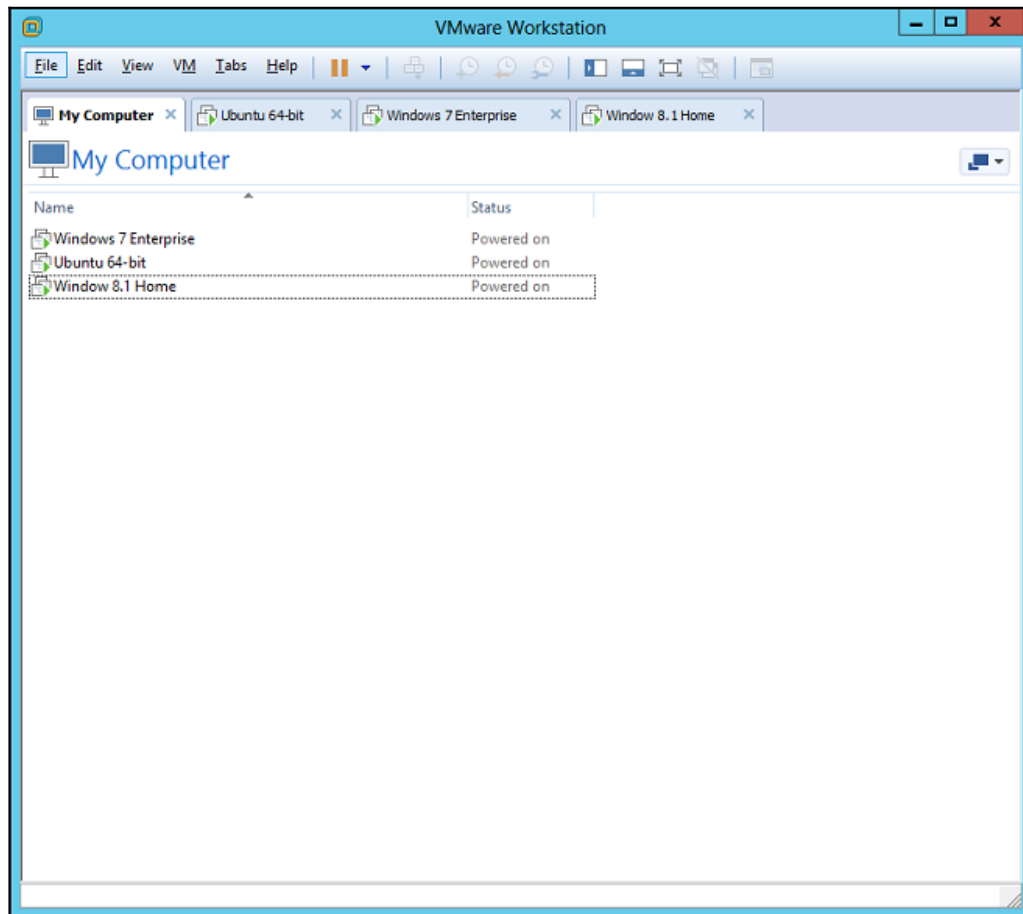 VMware Workstation
File Edit View VM Tabs Help
My Computer Ubuntu 64-bit Windows 7 Enterprise Window 8.1 Home
My Computer
Name Status
Windows 7 Enterprise Powered on
Ubuntu 64-bit Powered on
Window 8.1 Home Powered on